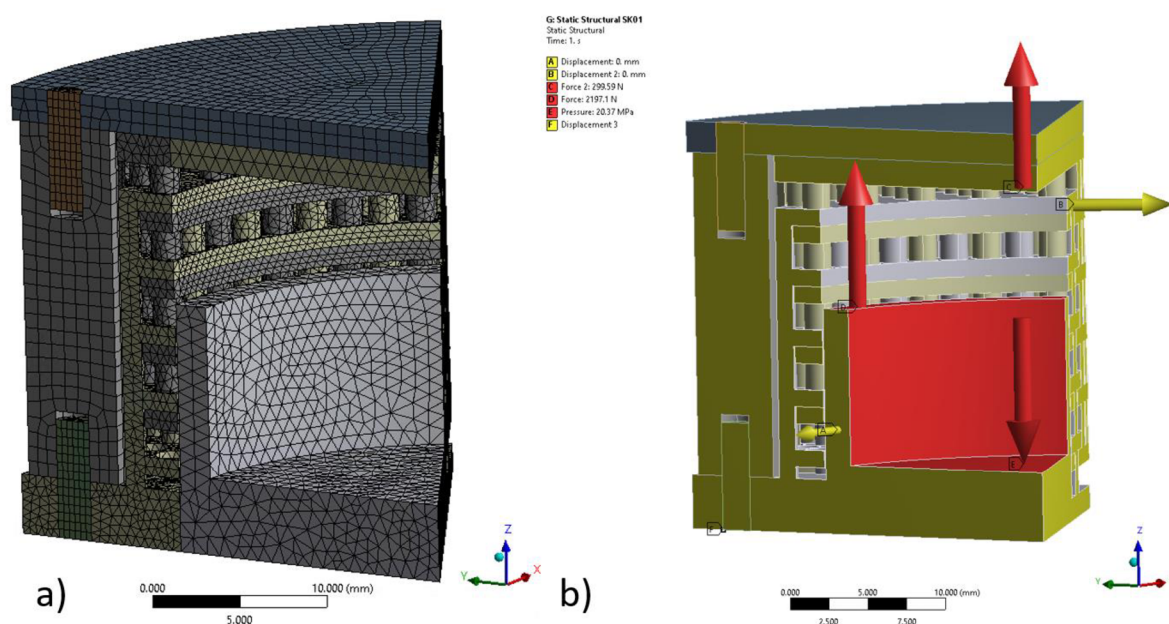 G: Static Structural SK01
Static Structural
Time: 1. s
A Displacement: 0. mm
B Displacement 2: 0. mm
C Force 2: 299.59 N
D Force: 2197.1 N
E Pressure: 20.37 MPa
F Displacement 3
C
B
D
A
E
F
Z
Y
X
Z
Y
a)
0.000
10.000 (mm)
5.000
b)
0.000
5.000
10.000 (mm)
2.500
7.500